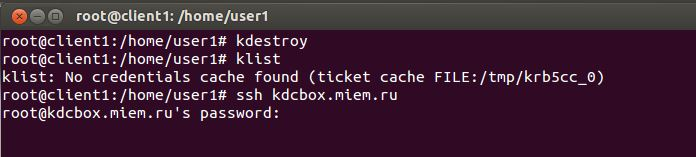 root@client1: /home/user1
root@client1:/home/user1# kdestroy
root@client1:/home/user1# klist
klist: No credentials cache found (ticket cache FILE:/tmp/krb5cc_0)
root@client1:/home/user1# ssh kdcbox.miem.ru
root@kdcbox.miem.ru's password: